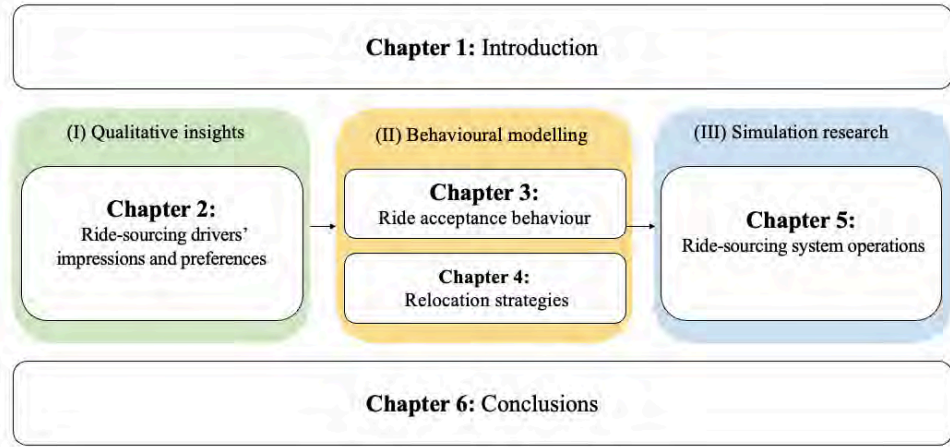 Chapter 1: Introduction
(I) Qualitative insights
Chapter 2:
Ride-sourcing drivers'
impressions and preferences
(II) Behavioural modelling
Chapter 3:
Ride acceptance behaviour
Chapter 4:
Relocation strategies
(III) Simulation research
Chapter 5:
Ride-sourcing system operations
Chapter 6: Conclusions